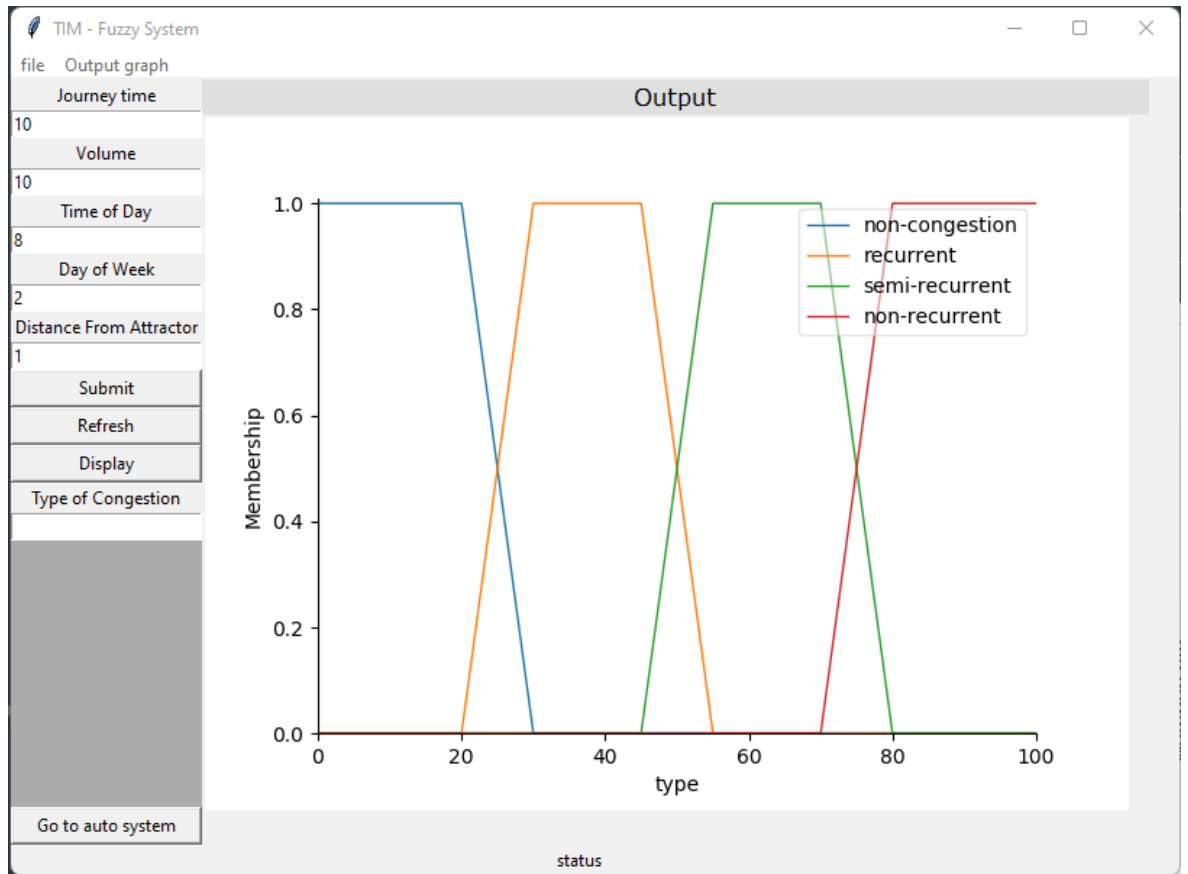 TIM - Fuzzy System
file Output graph
Journey time
10
Volume
10
Time of Day
8
Day of Week
2
Distance From Attractor
1
Submit
Refresh
Display
Type of Congestion
Go to auto system
Output
non-congestion
recurrent
semi-recurrent
non-recurrent
Membership
1.0
0.8
0.6
0.4
0.2
0.0
0 20 40 60 80 100
type
status